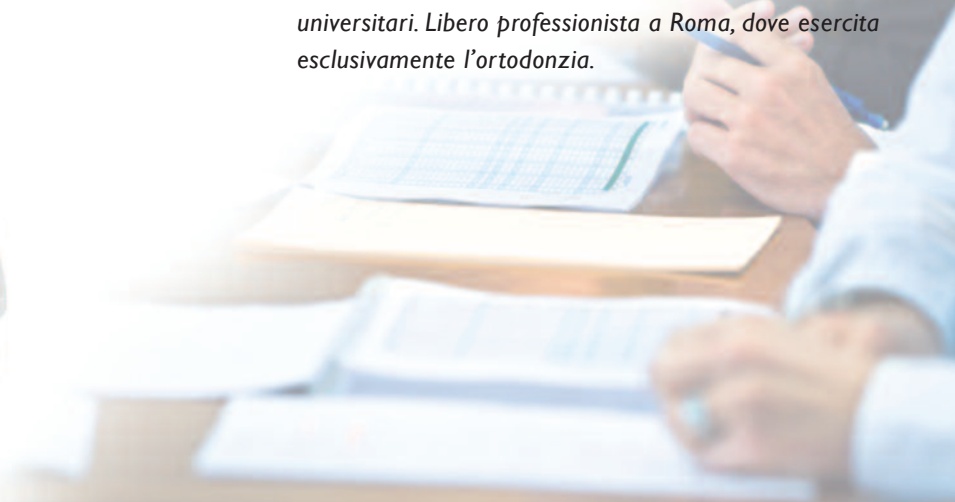 universitari. Libero professionista a Roma, dove esercita
esclusivamente l’ortodonzia.